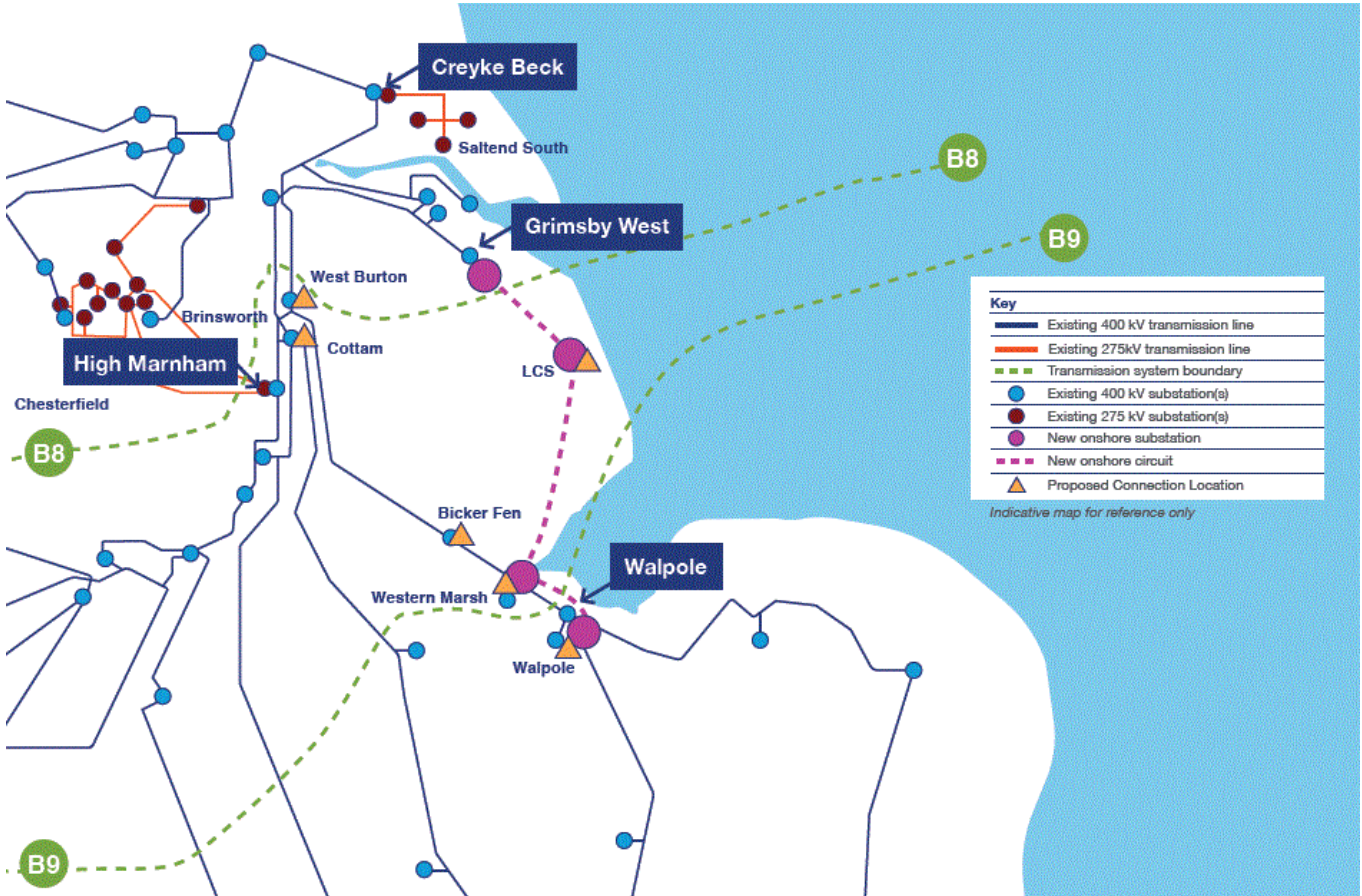 Creyke Beck
Saltend South
B8
Grimsby West
B9
West Burton
Brinsworth
Cottam
High Marnham
LCS
Chesterfield
B8
Key
Existing 400 kV transmission line
Existing 275kV transmission line
Transmission system boundary
Existing 400 kV substation(s)
Existing 275 kV substation(s)
New onshore substation
New onshore circuit
Proposed Connection Location
Indicative map for reference only
Bicker Fen
Walpole
Western Marsh
Walpole
B9